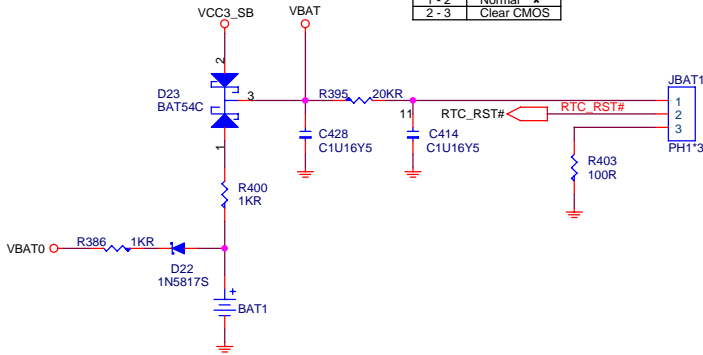 1 - 2 Normal *
2 - 3 Clear CMOS
VCC3_SB
VBAT
2
D23
BAT54C
3
1
R395 20KR
11
C428
C1U16Y5
C414
C1U16Y5
RTC_RST#
RTC_RST#
JBAT1
1
2
3
PH1*3
R403
100R
R400
1KR
VBAT0
R386 1KR
D22
1N5817S
+
BAT1